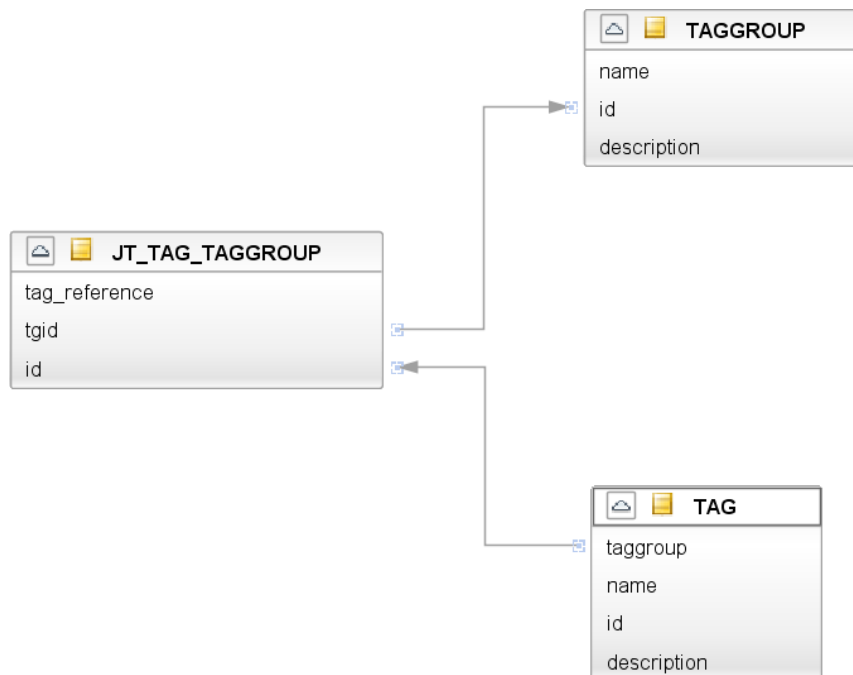 TAGGROUP
name
id
description
JT_TAG_TAGGROUP
tag_reference
tgid
id
TAG
taggroup
name
id
description